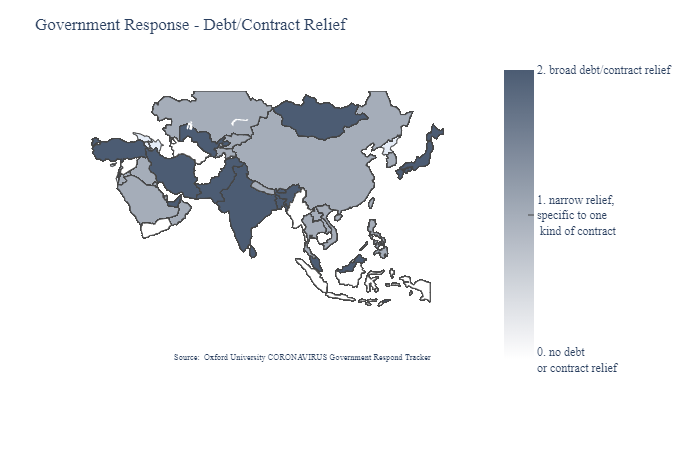 Government Response - Debt/Contract Relief
2. broad debt/contract relief
1. narrow relief,
specific to one
kind of contract
0. no debt
or contract relief
Source: Oxford University CORONAVIRUS Government Respond Tracker